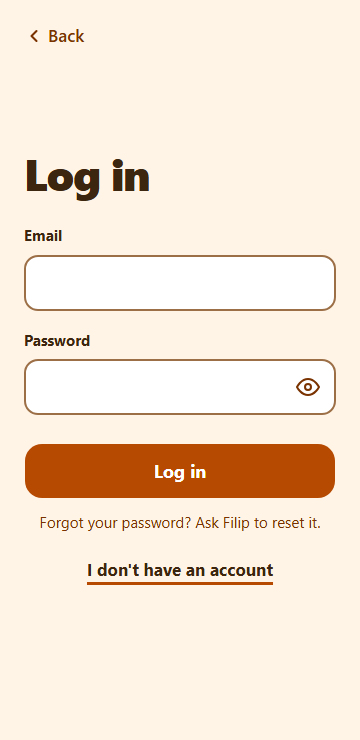 Back
Log in
Email
Password
Log in
Forgot your password? Ask Filip to reset it.
I don't have an account